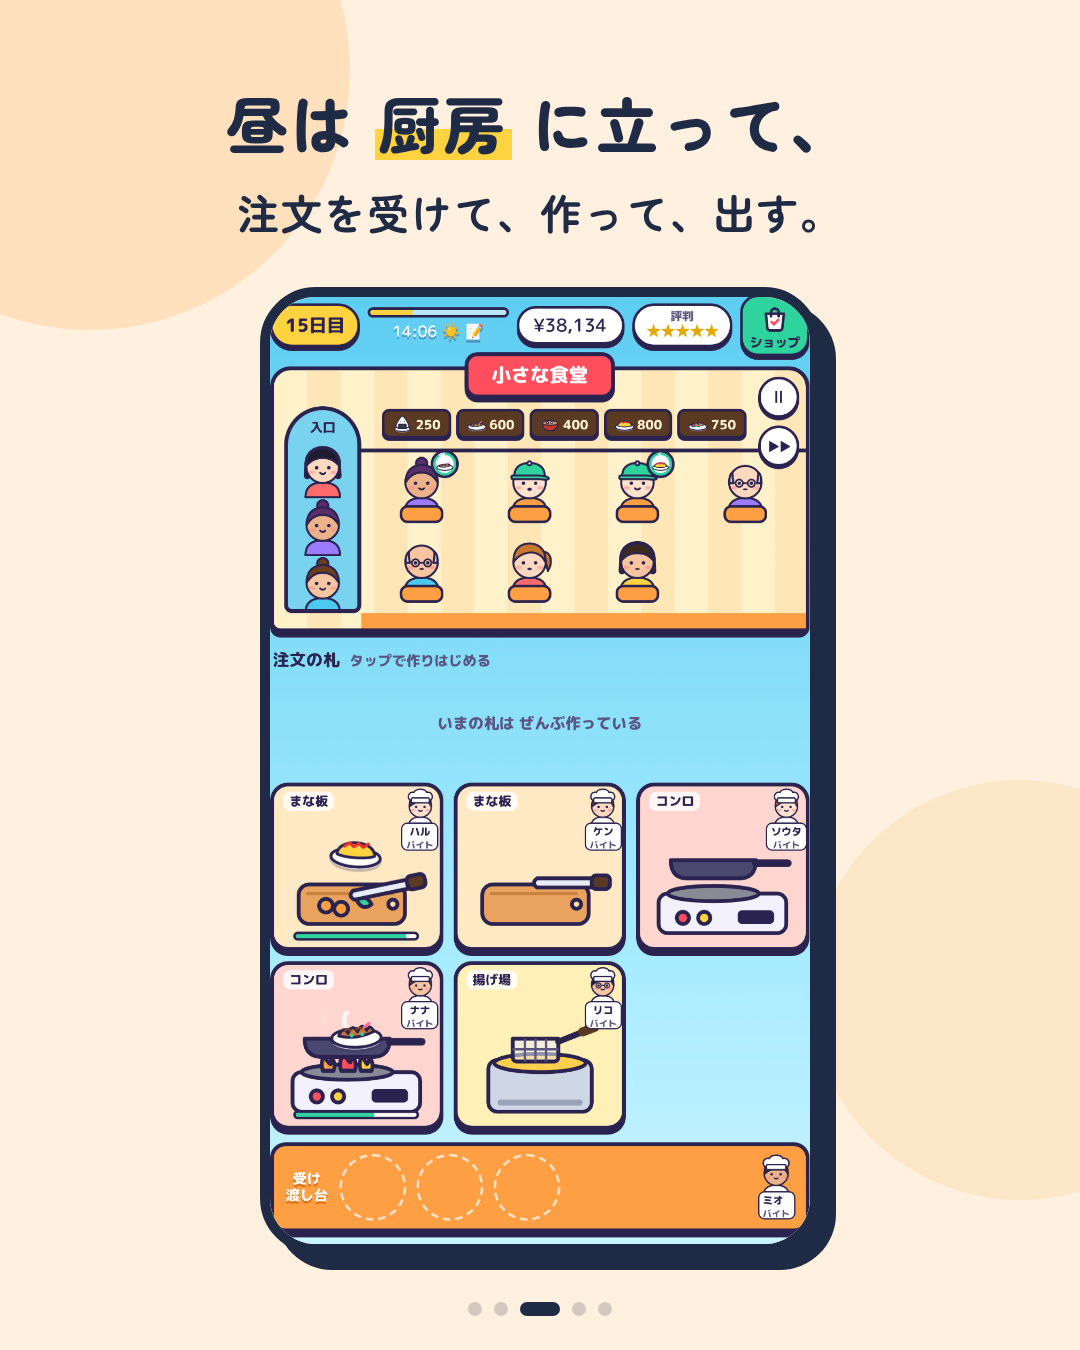 昼は 厨房 に立って、
注文を受けて、作って、出す。
15日目
14:06
¥38,134
評判
★★★★★
ショップ
小さな食堂
入口
250 600 400 800 750
注文の札 タップで作りはじめる
いまの札は ぜんぶ作っている
まな板
ハル
バイト
まな板
ケン
バイト
コンロ
ソウタ
バイト
コンロ
ナナ
バイト
揚げ場
リコ
バイト
受け
渡し台
ミオ
バイト